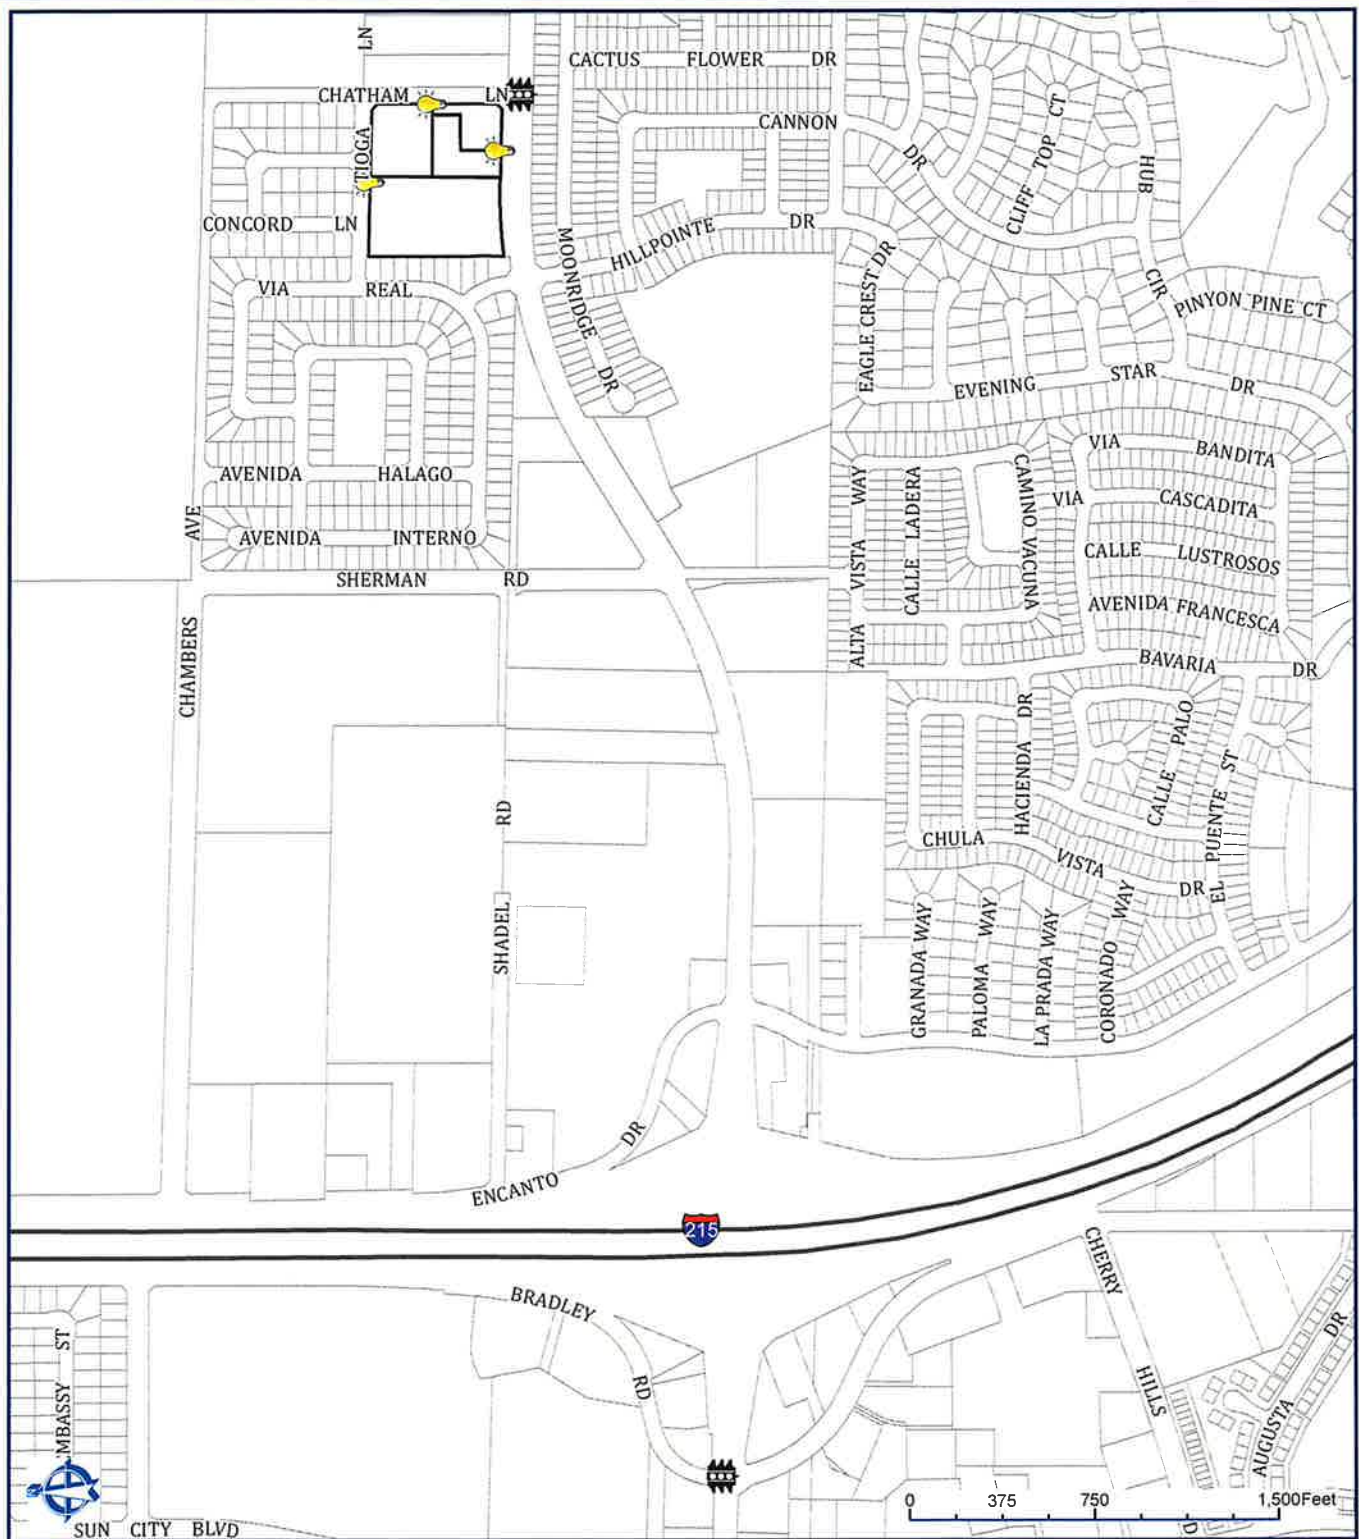 LN
CACTUS FLOWER DR
CHATHAM LN
CANNON DR
TIOGA
CLIFF TOP CT
HUB CIR
CONCORD LN
HILLPOINTE DR
MOONRIDGE DR
EAGLE CREST DR
VIA REAL
PINYON PINE CT
EVENING STAR DR
AVENIDA HALAGO
VIA BANDITA
VIA CASCADITA
ALTA VISTA WAY
CALLE LADERA
CAMINO VACUNA
AVENIDA INTERNO
CALLE LUSTROSOS
SHERMAN RD
AVENIDA FRANCESCA
CHAMBERS AVE
BAVARIA DR
HACIENDA DR
CALLE PALO
EL PUENTE ST
SHADEL RD
CHULA VISTA DR
GRANADA WAY
PALOMA WAY
LA PRADA WAY
CORONADO WAY
ENCANTO DR
215
BRADLEY RD
CHERRY HILLS
D
AUGUSTA DR
MBASSY ST
0 375 750 1,500Feet
SUN CITY BLVD